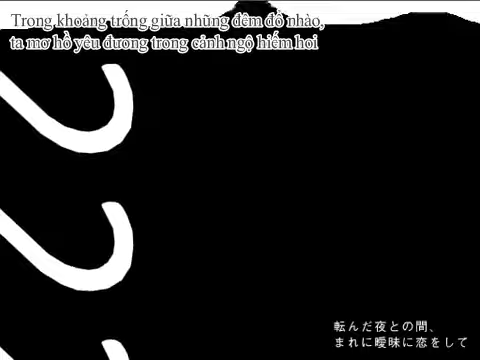 Trong khoảng trống giữa những đêm đổ nhào,
ta mơ hồ yêu đương trong cảnh ngộ hiếm hoi
転んだ夜との間、
まれに曖昧に恋をして